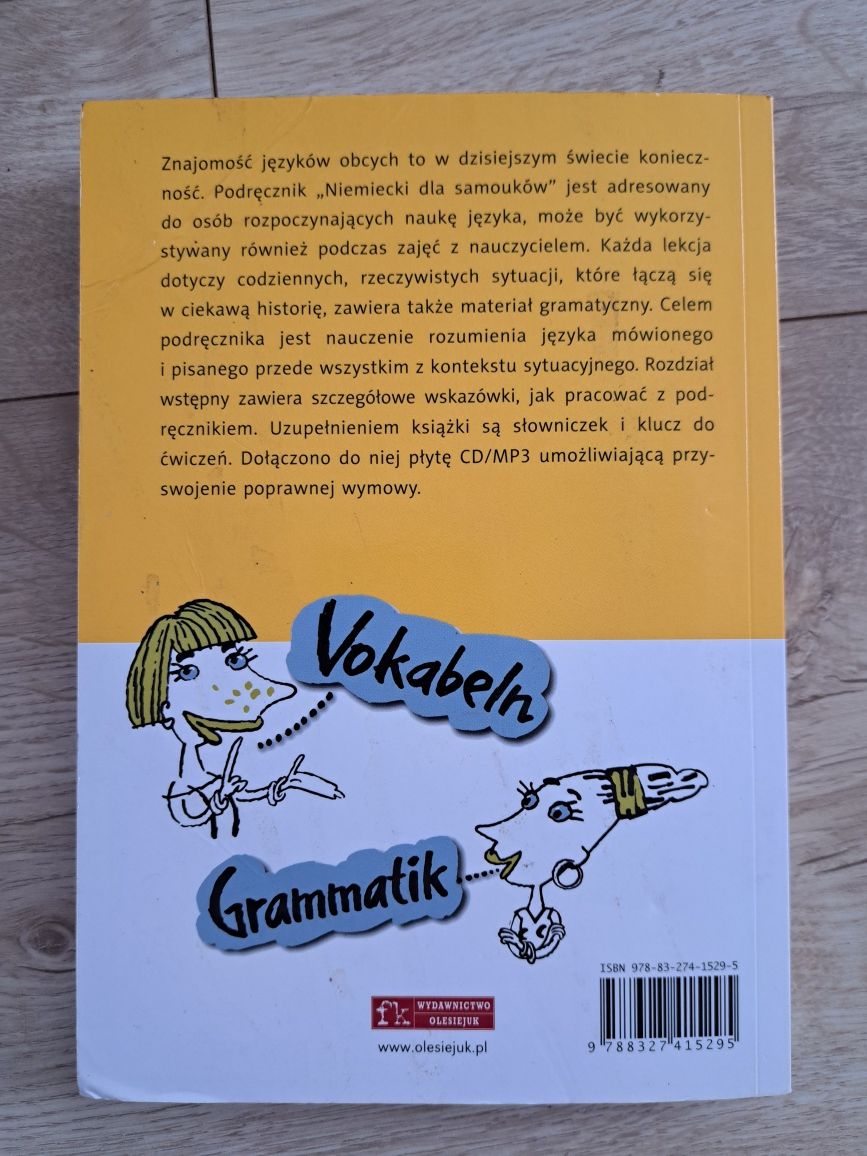 Znajomość języków obcych to w dzisiejszym świecie koniecz-
ność. Podręcznik „Niemiecki dla samouków” jest adresowany
do osób rozpoczynających naukę języka, może być wykorzy-
stywany również podczas zajęć z nauczycielem. Każda lekcja
dotyczy codziennych, rzeczywistych sytuacji, które łączą się
w ciekawą historię, zawiera także materiał gramatyczny. Celem
podręcznika jest nauczenie rozumienia języka mówionego
i pisanego przede wszystkim z kontekstu sytuacyjnego. Rozdział
wstępny zawiera szczegółowe wskazówki, jak pracować z pod-
ręcznikiem. Uzupełnieniem książki są słowniczek i klucz do
ćwiczeń. Dołączono do niej płytę CD/MP3 umożliwiającą przy-
swojenie poprawnej wymowy.
Vokabeln
Grammatik
ISBN 978-83-274-1529-5
fk WYDAWNICTWO
OLESIEJUK
www.olesiejuk.pl
9 788327 415295